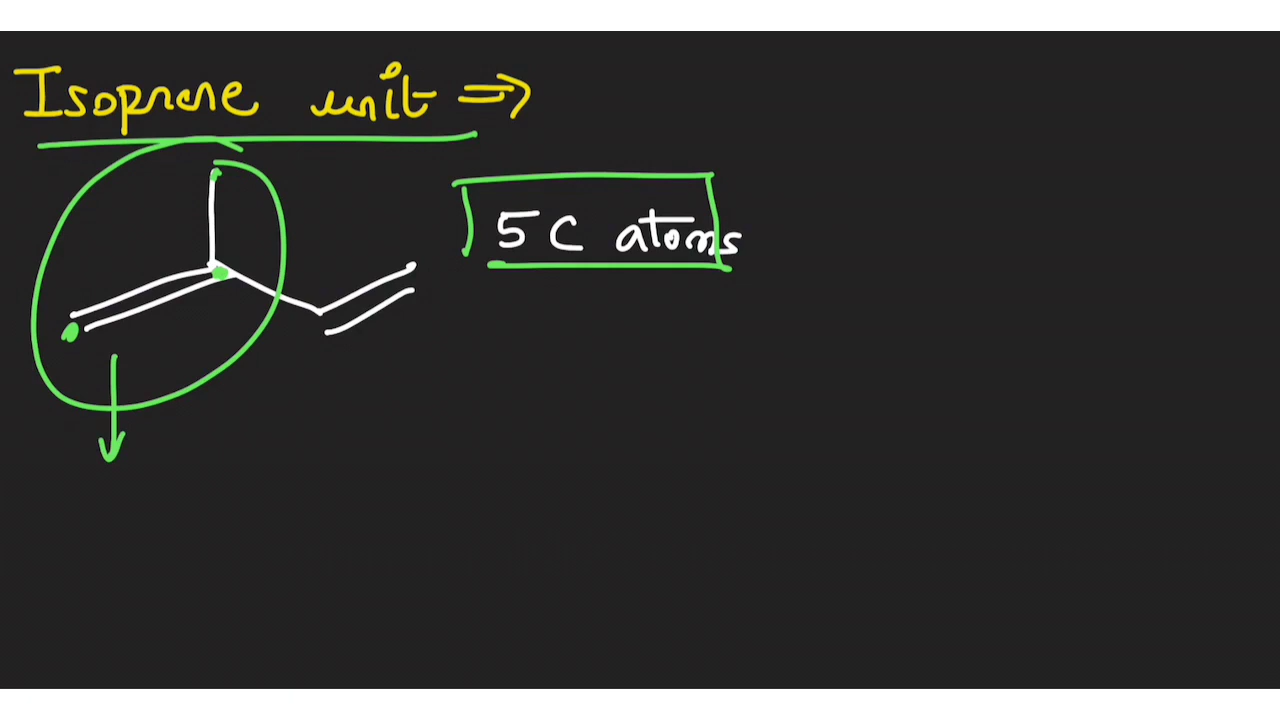 Isoprene unit ⇒
5 C atoms